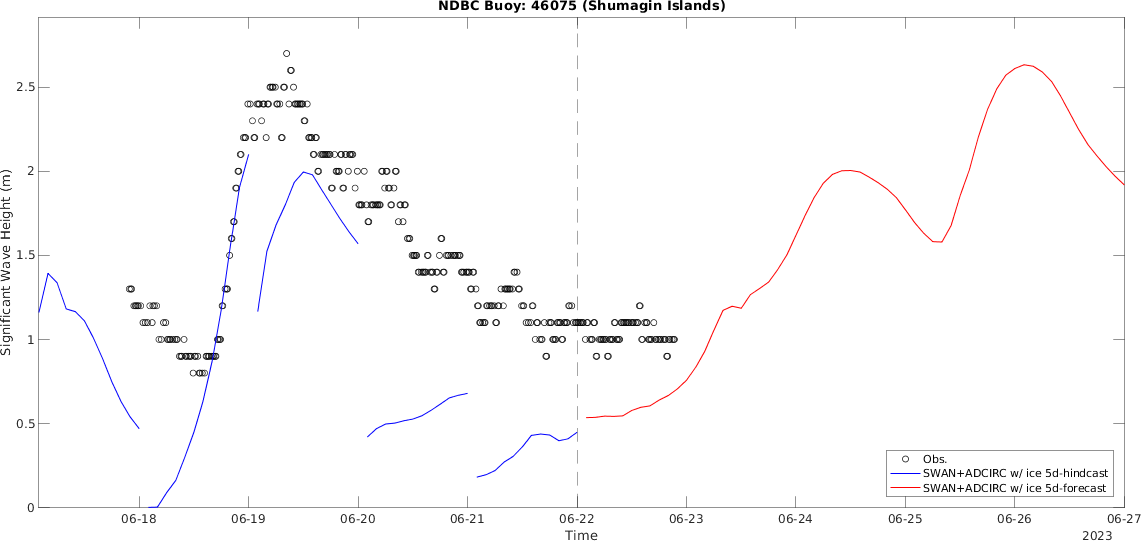 NDBC Buoy: 46075 (Shumagin Islands)
Significant Wave Height (m)
2.5
2
1.5
1
0.5
0
06-18
06-19
06-20
06-21
06-22
06-23
06-24
06-25
06-26
06-27
Time
2023
Obs.
SWAN+ADCIRC w/ ice 5d-hindcast
SWAN+ADCIRC w/ ice 5d-forecast